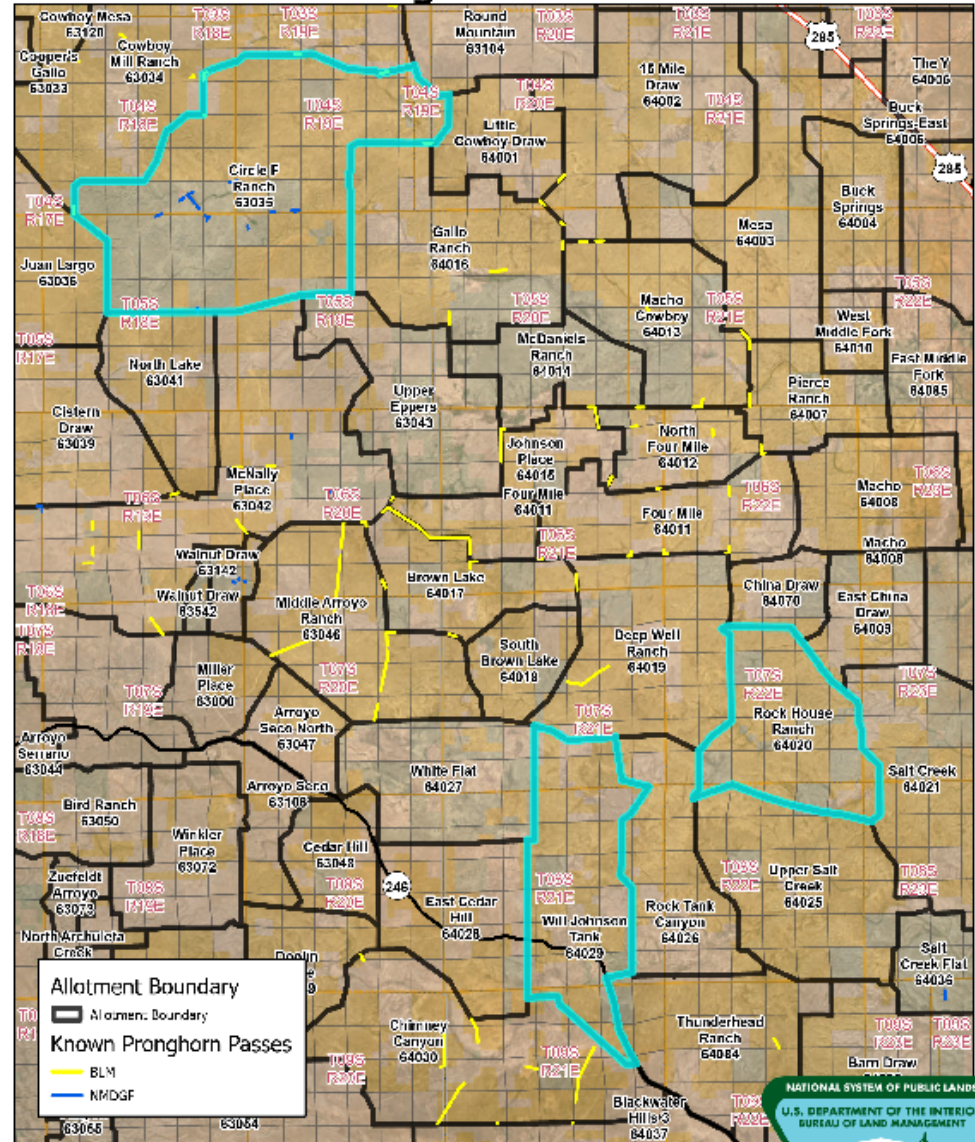 Cowboy Mesa
63120
Copper's
Gallo
63033
Cowboy
Mill Ranch
63034
T03S
R19E
Round
Mountain
63104
T03S
R20E
T03S
R21E
285
The Y
64005
Buck
Springs-East
64006
285
15 Mile
Draw
64002
T04S
R18E
T04S
R19E
T04S
R19E
T04S
R20E
T04S
R21E
Little
Cowboy Draw
64001
Circle F
Ranch
63035
Buck
Springs
64004
T04S
R17E
Gallo
Ranch
64016
Mesa
64003
Juan Largo
63036
T05S
R18E
T05S
R19E
T05S
R20E
Macho
Cowboy
64013
T05S
R21E
T05S
R22E
West
Middle Fork
64010
East Middle
Fork
64065
T05S
R17E
North Lake
63041
McDaniels
Ranch
64014
Pierce
Ranch
64007
Cistern
Draw
63039
Upper
Eppers
63043
Johnson
Place
64015
North
Four Mile
64012
McNally
Place
63042
Four Mile
64011
Four Mile
64011
T06S
R22E
Macho
64008
T06S
R23E
T06S
R19E
T06S
R20E
T06S
R21E
Macho
64008
Walnut Draw
63142
Walnut Draw
63542
Brown Lake
64017
China Draw
64070
East China
Draw
64009
T06S
R18E
T07S
R18E
Middle Arroyo
Ranch
63046
South
Brown Lake
64018
Deep Well
Ranch
64019
Miller
Place
63000
T07S
R19E
T07S
R20E
T07S
R21E
T07S
R22E
T07S
R23E
Rock House
Ranch
64020
Arroyo
Seco North
63047
Arroyo
Serrano
63044
Arroyo Seco
63106
White Flat
64027
Salt Creek
64021
Bird Ranch
63050
T08S
R18E
Winkler
Place
63072
Cedar Hill
63048
T08S
R19E
T08S
R20E
246
T08S
R21E
T08S
R22E
Upper Salt
Creek
64025
T08S
R23E
Zuefeldt
Arroyo
63073
North Archuleta
Creek
East Cedar
Hill
64028
Will Johnson
Tank
64029
Rock Tank
Canyon
64026
Salt
Creek Flat
64036
Allotment Boundary
Allotment Boundary
Known Pronghorn Passes
BLM
NMDGF
Chimney
Canyon
64030
T09S
R20E
T09S
R21E
Thunderhead
Ranch
64084
T09S
R23E
T09S
R23E
Barn Draw
Blackwater
Hills 3
64037
T09S
R22E
63065
63054
NATIONAL SYSTEM OF PUBLIC LANDS
U.S. DEPARTMENT OF THE INTERIOR
BUREAU OF LAND MANAGEMENT